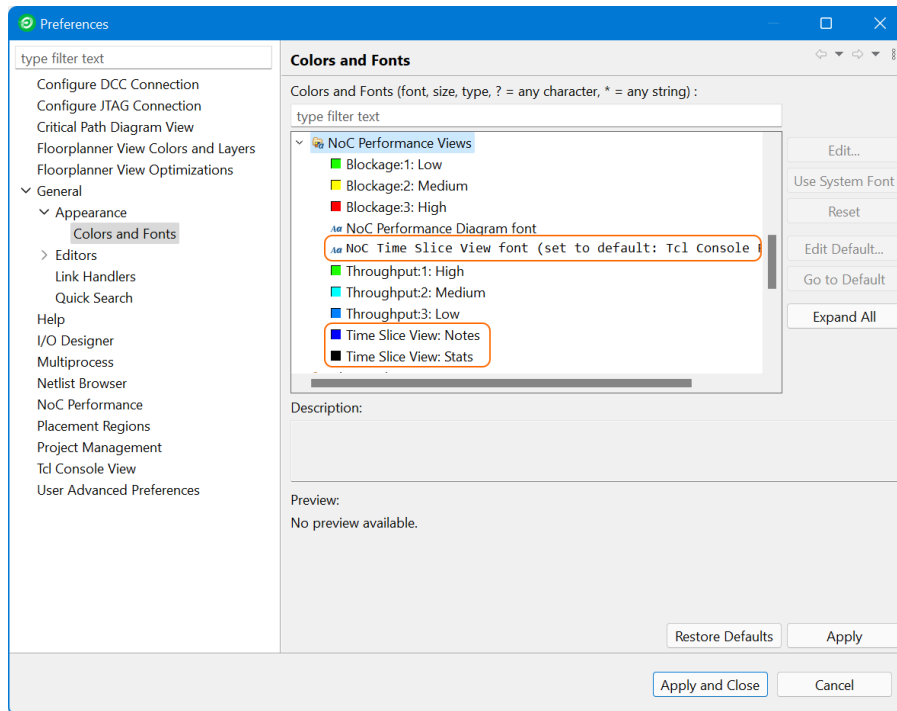 Preferences
type filter text
Configure DCC Connection
Configure JTAG Connection
Critical Path Diagram View
Floorplanner View Colors and Layers
Floorplanner View Optimizations
General
Appearance
Colors and Fonts
Editors
Link Handlers
Quick Search
Help
I/O Designer
Multiprocess
Netlist Browser
NoC Performance
Placement Regions
Project Management
Tcl Console View
User Advanced Preferences
Colors and Fonts
Colors and Fonts (font, size, type, ? = any character, * = any string) :
type filter text
NoC Performance Views
Blockage:1: Low
Blockage:2: Medium
Blockage:3: High
Aa NoC Performance Diagram font
Aa NoC Time Slice View font (set to default: Tcl Console
Throughput:1: High
Throughput:2: Medium
Throughput:3: Low
Time Slice View: Notes
Time Slice View: Stats
Edit...
Use System Font
Reset
Edit Default...
Go to Default
Expand All
Description:
Preview:
No preview available.
Restore Defaults
Apply
Apply and Close
Cancel